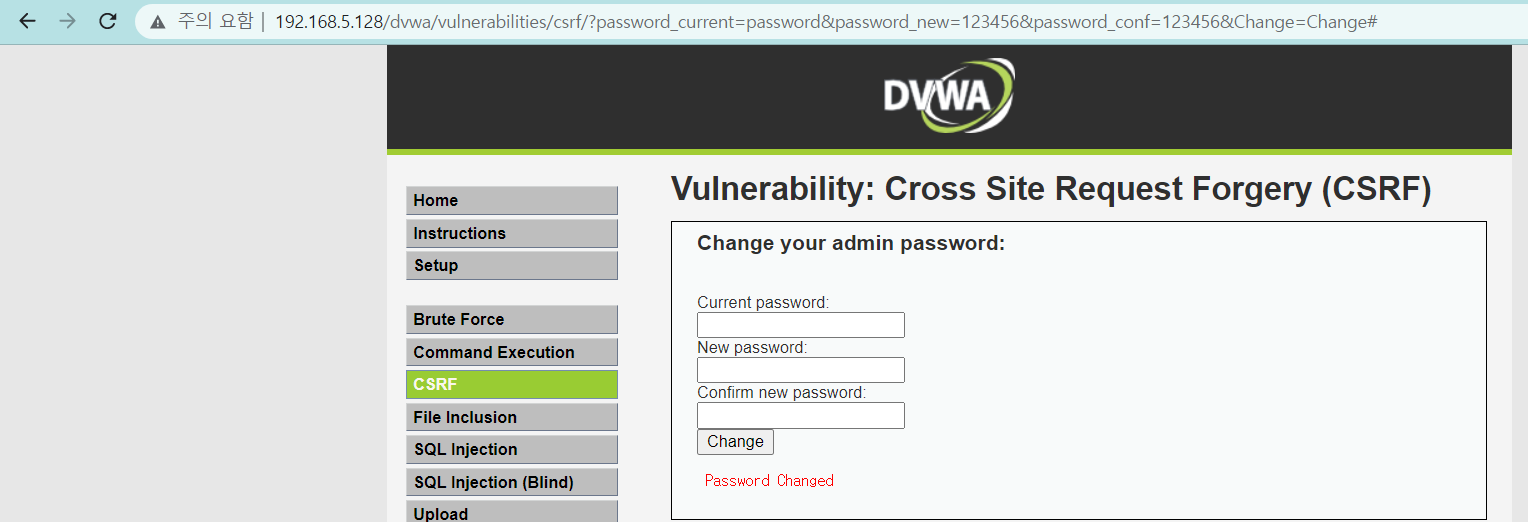 주의 요함 | 192.168.5.128/dvwa/vulnerabilities/csrf/?password_current=password&password_new=123456&password_conf=123456&Change=Change#
DVWA
Home
Instructions
Setup
Brute Force
Command Execution
CSRF
File Inclusion
SQL Injection
SQL Injection (Blind)
Upload
Vulnerability: Cross Site Request Forgery (CSRF)
Change your admin password:
Current password:
New password:
Confirm new password:
Change
Password Changed